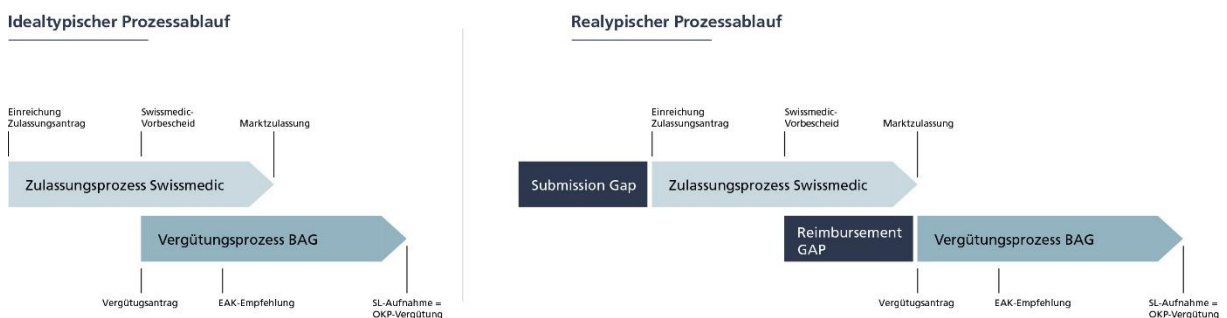 Idealtypischer Prozessablauf
Einreichung
Zulassungsantrag
Swissmedic-
Vorbescheid
Marktzulassung
Zulassungsprozess Swissmedic
Vergütungsprozess BAG
Vergütugsantrag
EAK-Empfehlung
SL-Aufnahme =
OKP-Vergütung
Realypischer Prozessablauf
Einreichung
Zulassungsantrag
Swissmedic-
Vorbescheid
Marktzulassung
Submission Gap
Zulassungsprozess Swissmedic
Reimbursement
GAP
Vergütungsprozess BAG
Vergütugsantrag
EAK-Empfehlung
SL-Aufnahme =
OKP-Vergütung